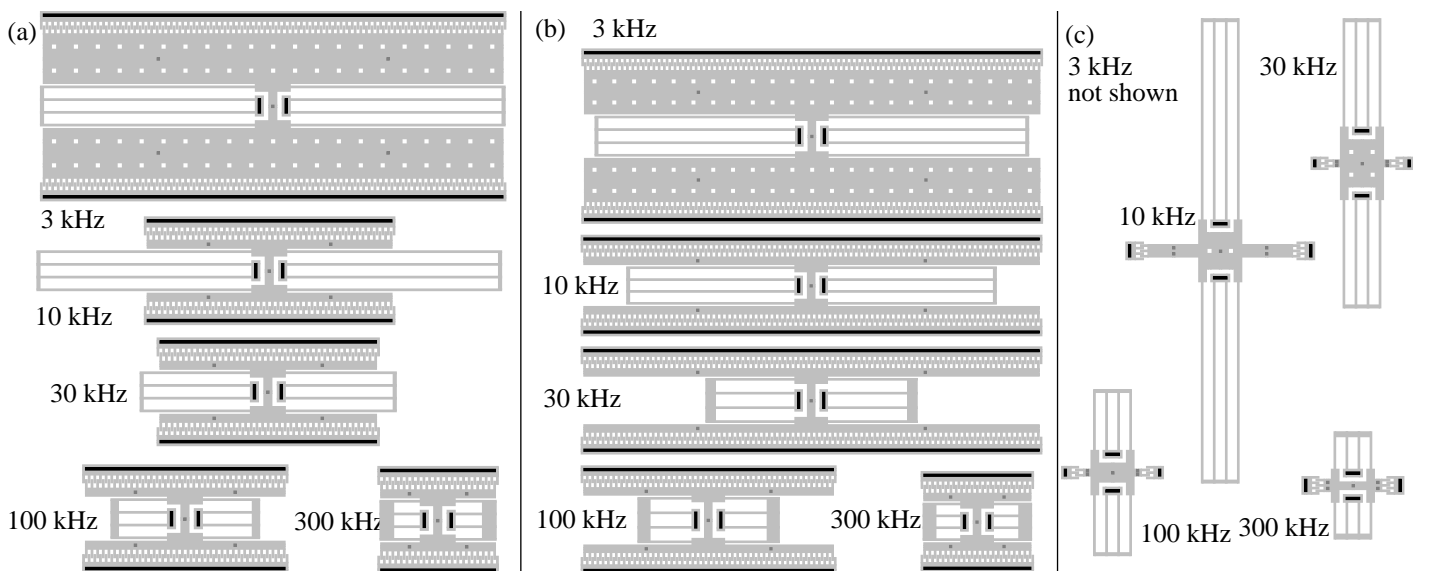 (a)
3 kHz
10 kHz
30 kHz
100 kHz
300 kHz
(b)
3 kHz
10 kHz
30 kHz
100 kHz
300 kHz
(c)
3 kHz
not shown
30 kHz
10 kHz
100 kHz
300 kHz